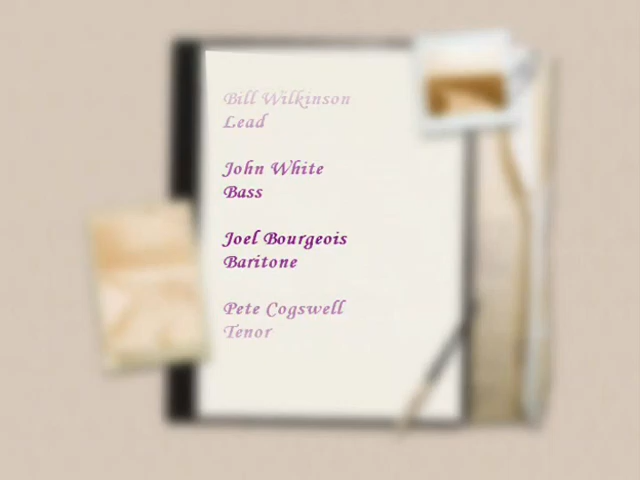 Bill Wilkinson
Lead
John White
Bass
Joel Bourgeois
Baritone
Pete Cogswell
Tenor